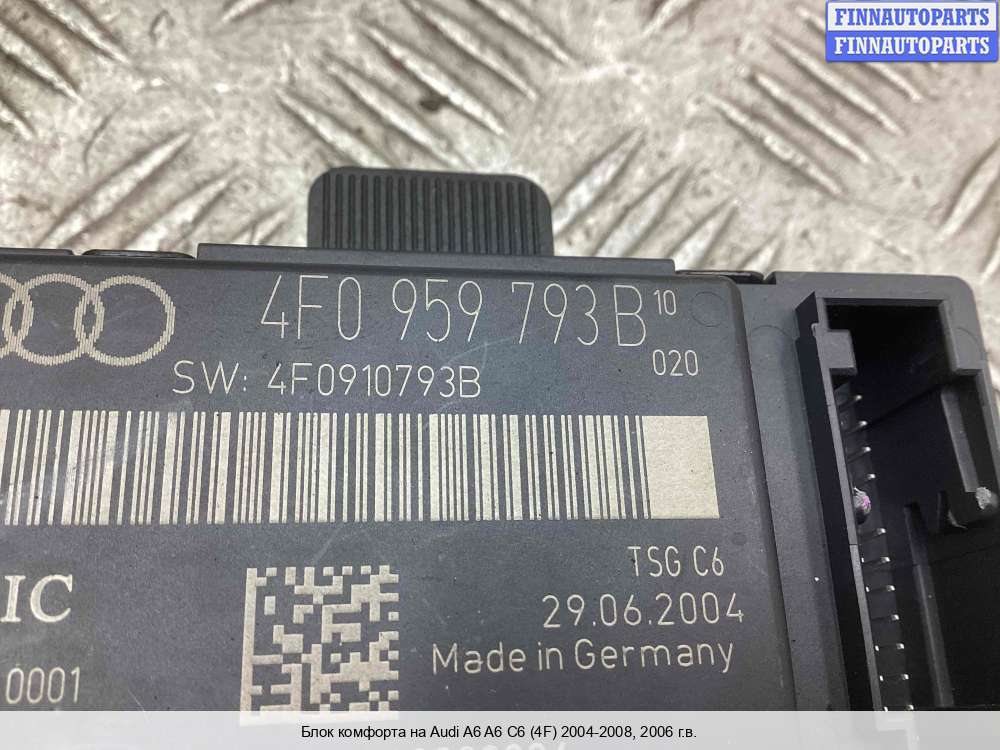 FINNAUTOPARTS
FINNAUTOPARTS
4F0 959 793B 10
020
SW: 4F0910793B
TSG C6
IC
29.06.2004
Made in Germany
0001
Блок комфорта на Audi A6 A6 C6 (4F) 2004-2008, 2006 г.в.